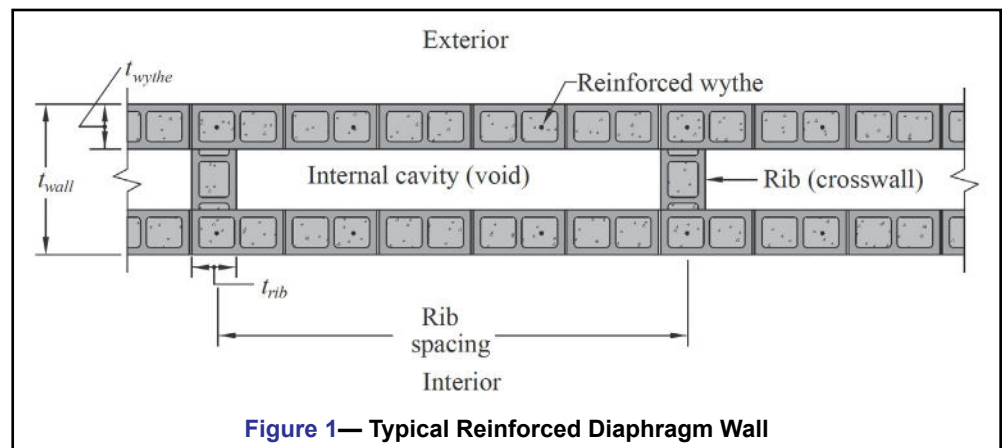 Exterior
t_wythe
Reinforced wythe
t_wall
Internal cavity (void)
Rib (crosswall)
t_rib
Rib
spacing
Interior
Figure 1— Typical Reinforced Diaphragm Wall